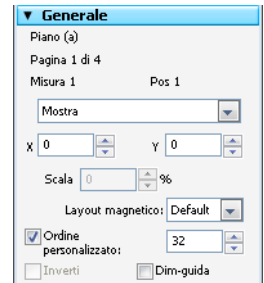 ▼ Generale
Piano (a)
Pagina 1 di 4
Misura 1 Pos 1
Mostra
X 0 Y 0
Scala 0 %
Layout magnetico: Default
Ordine
personalizzato: 32
Inverti Dim-guida